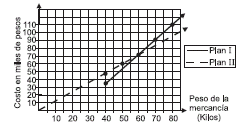 Costo en miles de pesos
110
100
90
80
70
60
50
40
30
20
10
10 20 30 40 50 60 70 80
Plan I
Plan II
Peso de la
mercancía
(Kilos)